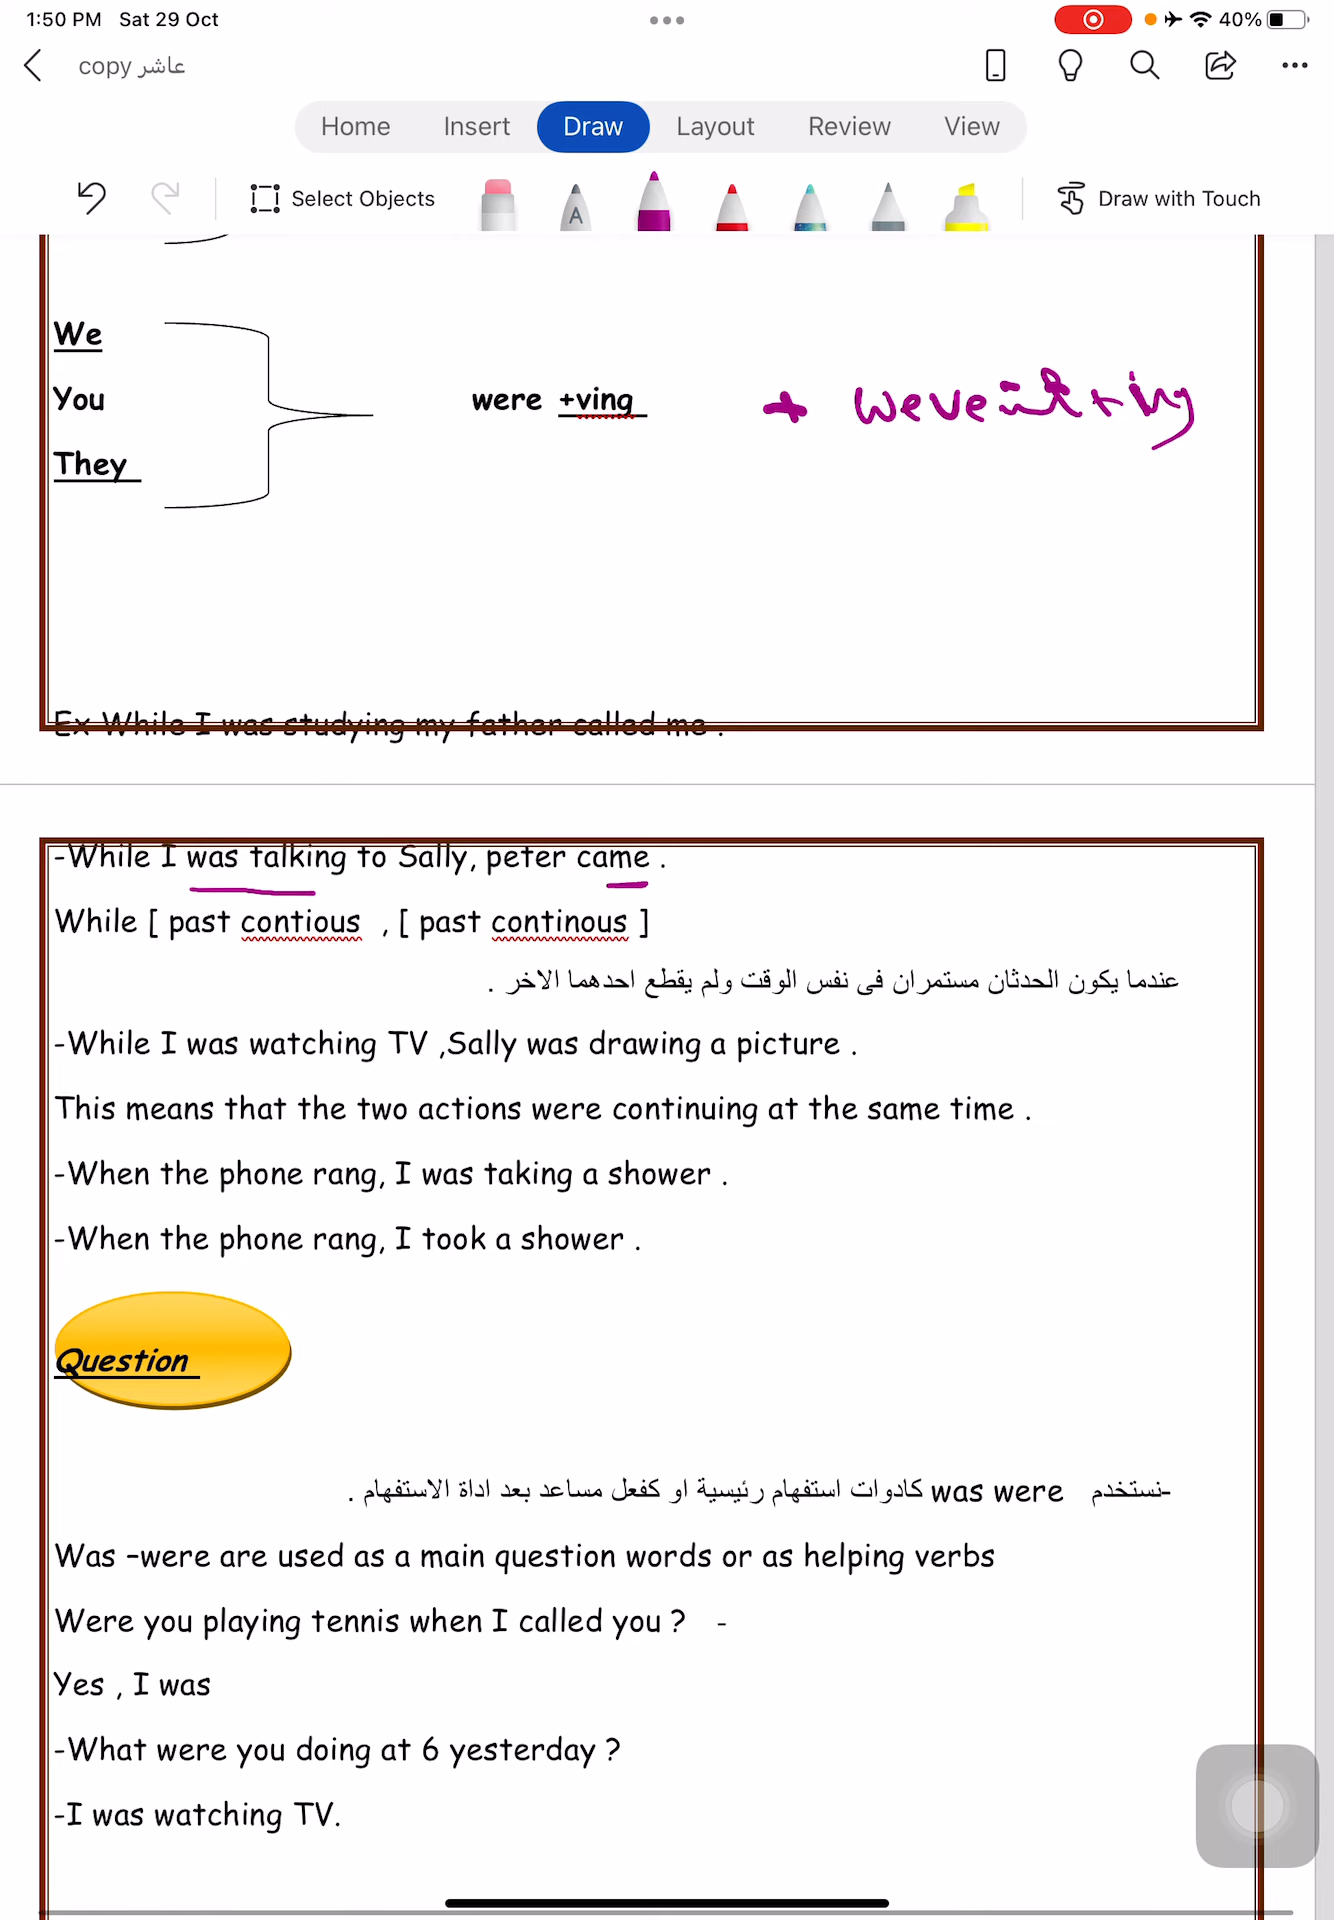 1:50 PM Sat 29 Oct
40%
copy عاشر
Home Insert Draw Layout Review View
Select Objects
A
Draw with Touch
We
You
They
were +ving
Ex While I was studying my father called me .
-While I was talking to Sally, peter came .
While [ past contious , [ past continous ]
عندما يكون الحدثان مستمران فى نفس الوقت ولم يقطع احدهما الاخر .
-While I was watching TV ,Sally was drawing a picture .
This means that the two actions were continuing at the same time .
-When the phone rang, I was taking a shower .
-When the phone rang, I took a shower .
Question
-نستخدم was were كادوات استفهام رئيسية او كفعل مساعد بعد اداة الاستفهام .
Was –were are used as a main question words or as helping verbs
Were you playing tennis when I called you ? -
Yes , I was
-What were you doing at 6 yesterday ?
-I was watching TV.